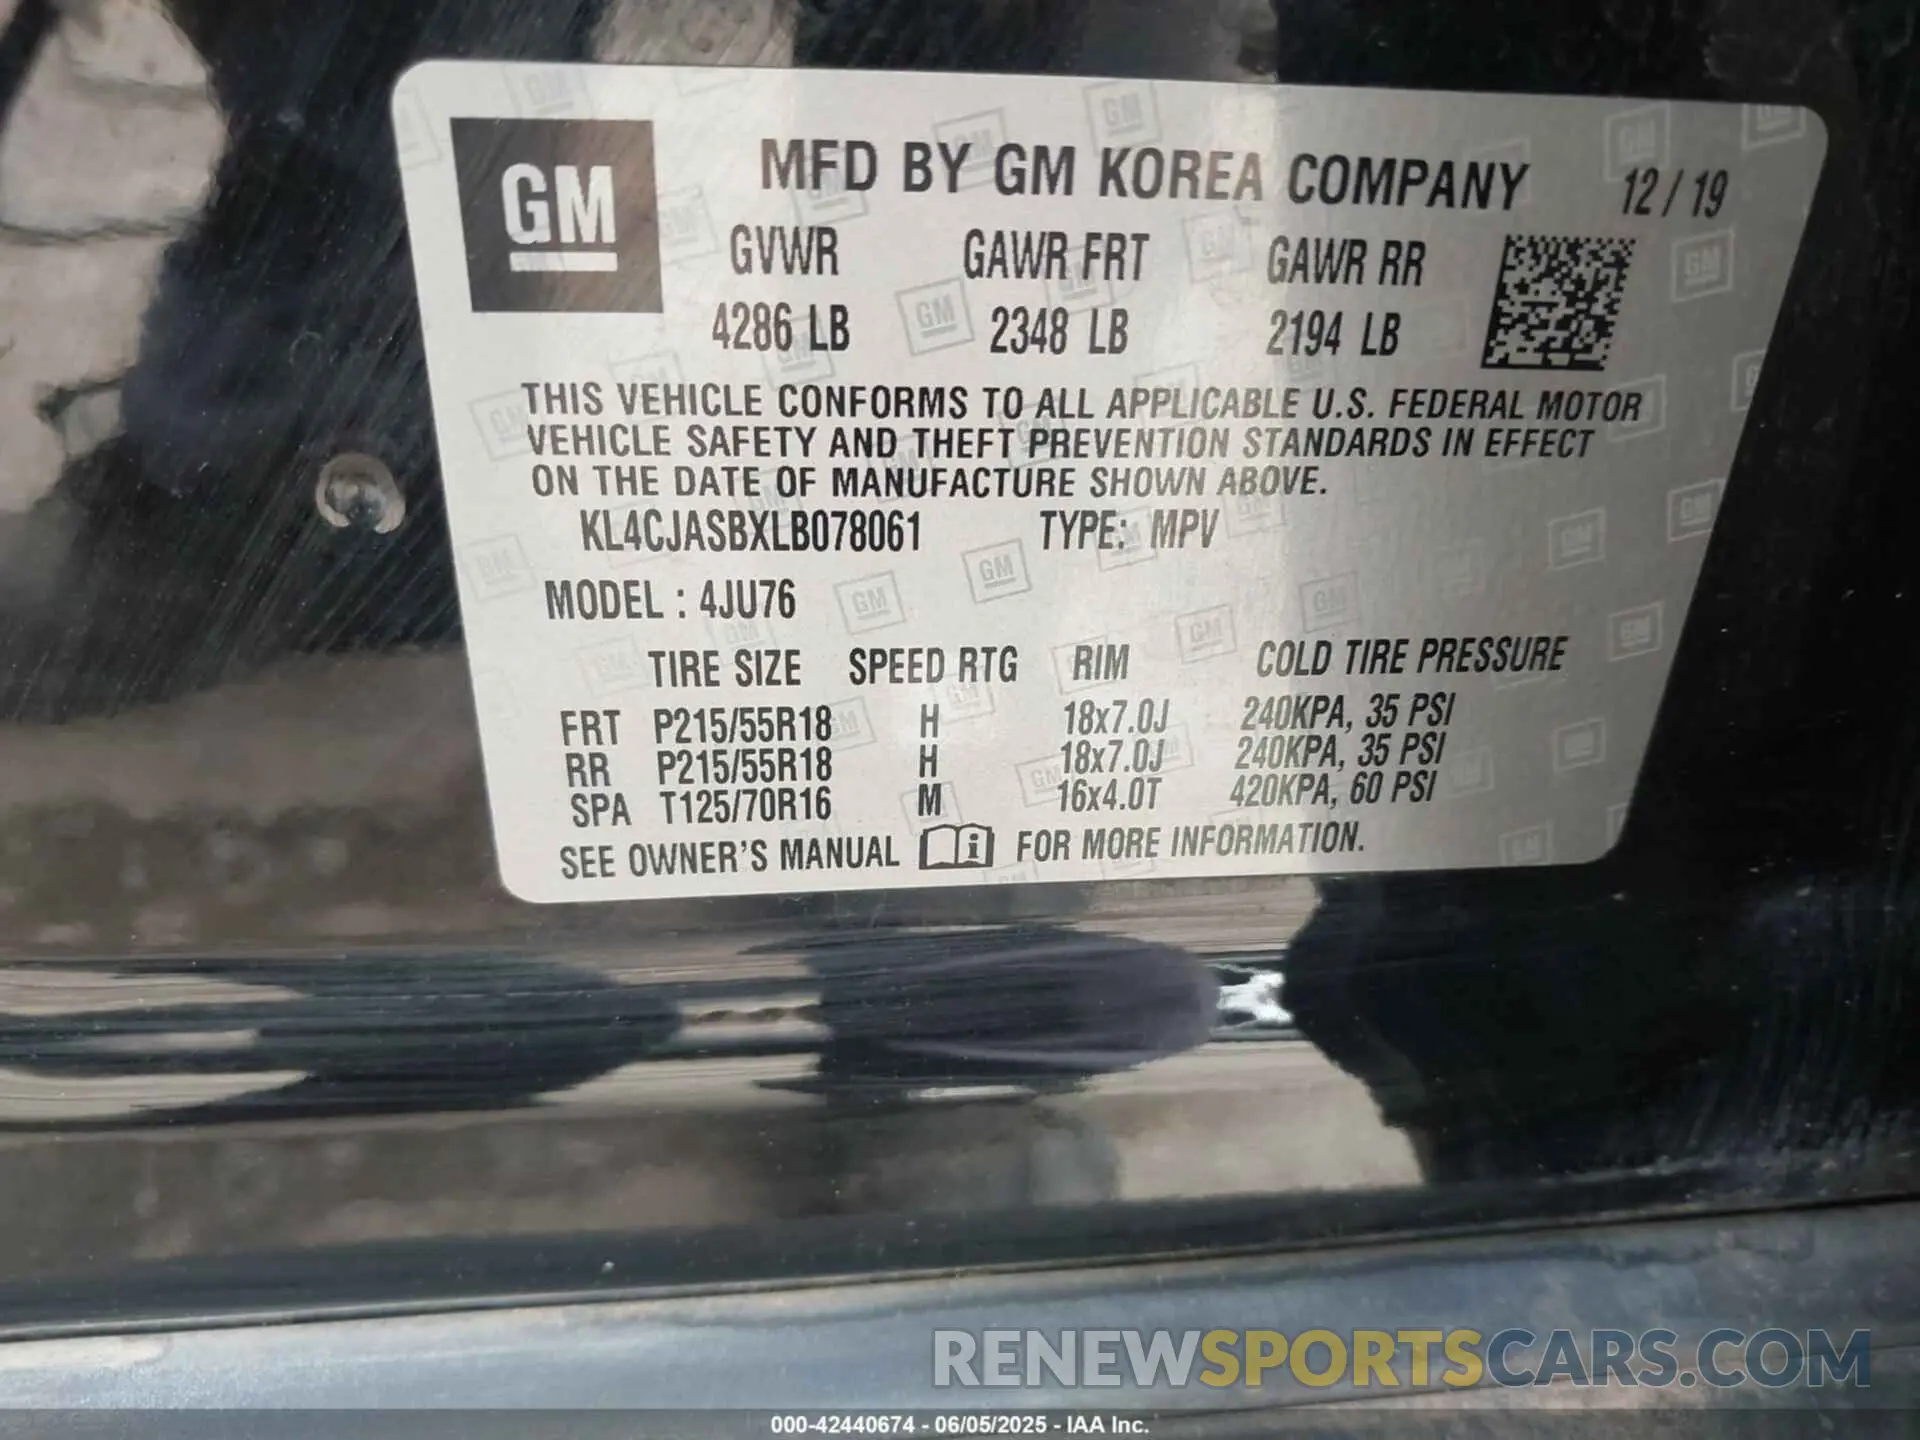 GM
MFD BY GM KOREA COMPANY 12/19
GVWR GAWR FRT GAWR RR
4286 LB 2348 LB 2194 LB
THIS VEHICLE CONFORMS TO ALL APPLICABLE U.S. FEDERAL MOTOR
VEHICLE SAFETY AND THEFT PREVENTION STANDARDS IN EFFECT
ON THE DATE OF MANUFACTURE SHOWN ABOVE.
KL4CJASBXLB078061 TYPE: MPV
MODEL : 4JU76
TIRE SIZE SPEED RTG RIM COLD TIRE PRESSURE
FRT P215/55R18 H 18x7.0J 240KPA, 35 PSI
RR P215/55R18 H 18x7.0J 240KPA, 35 PSI
SPA T125/70R16 M 16x4.0T 420KPA, 60 PSI
SEE OWNER'S MANUAL i FOR MORE INFORMATION.
RENEWSPORTSCARS.COM
000-42440674 - 06/05/2025 - IAA Inc.